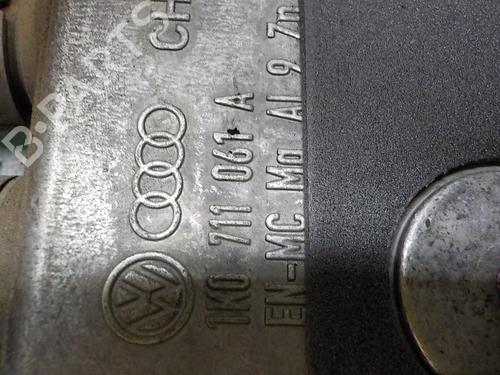 CH
1K0 711 061 A
EN-MC Mg Al 9 Zn
B-PARTS